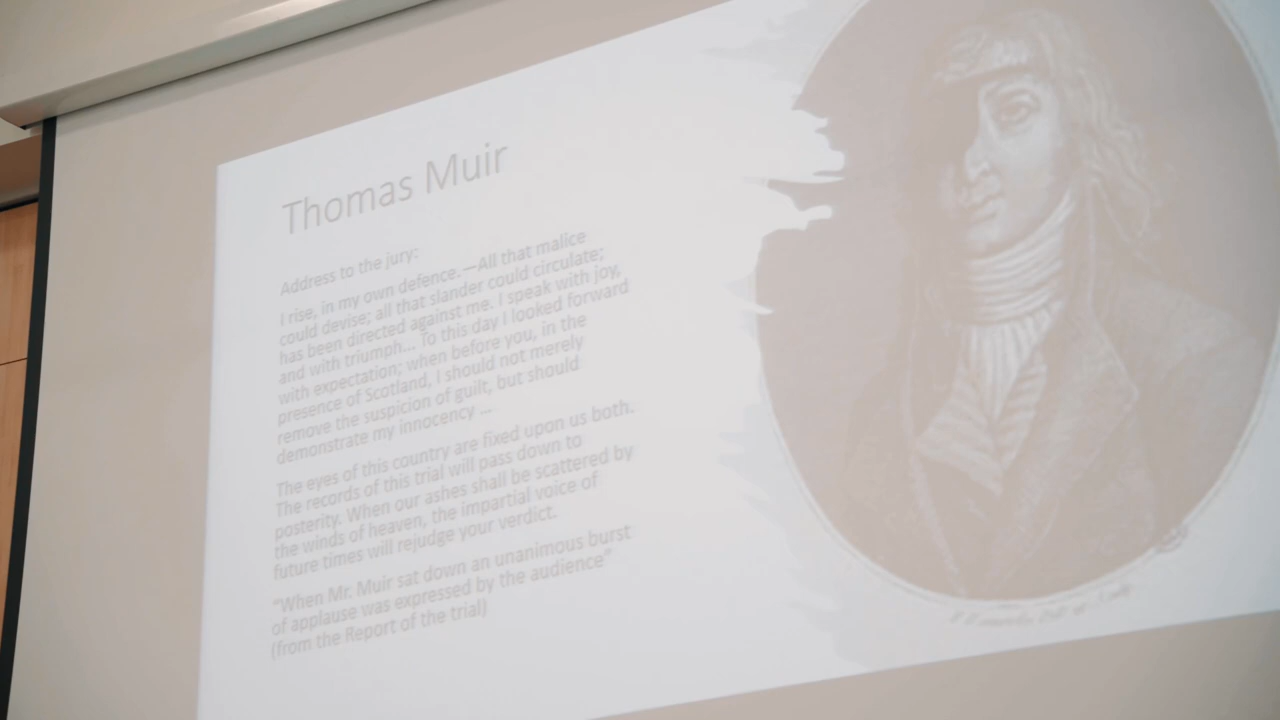 Thomas Muir
Address to the jury:
I rise, in my own defence.—All that malice
could devise; all that slander could circulate;
has been directed against me. I speak with joy,
and with triumph... To this day I looked forward
with expectation; when before you, in the
presence of Scotland, I should not merely
remove the suspicion of guilt, but should
demonstrate my innocency ...
The eyes of this country are fixed upon us both.
The records of this trial will pass down to
posterity. When our ashes shall be scattered by
the winds of heaven, the impartial voice of
future times will rejudge your verdict.
“When Mr. Muir sat down an unanimous burst
of applause was expressed by the audience”
(from the Report of the trial)